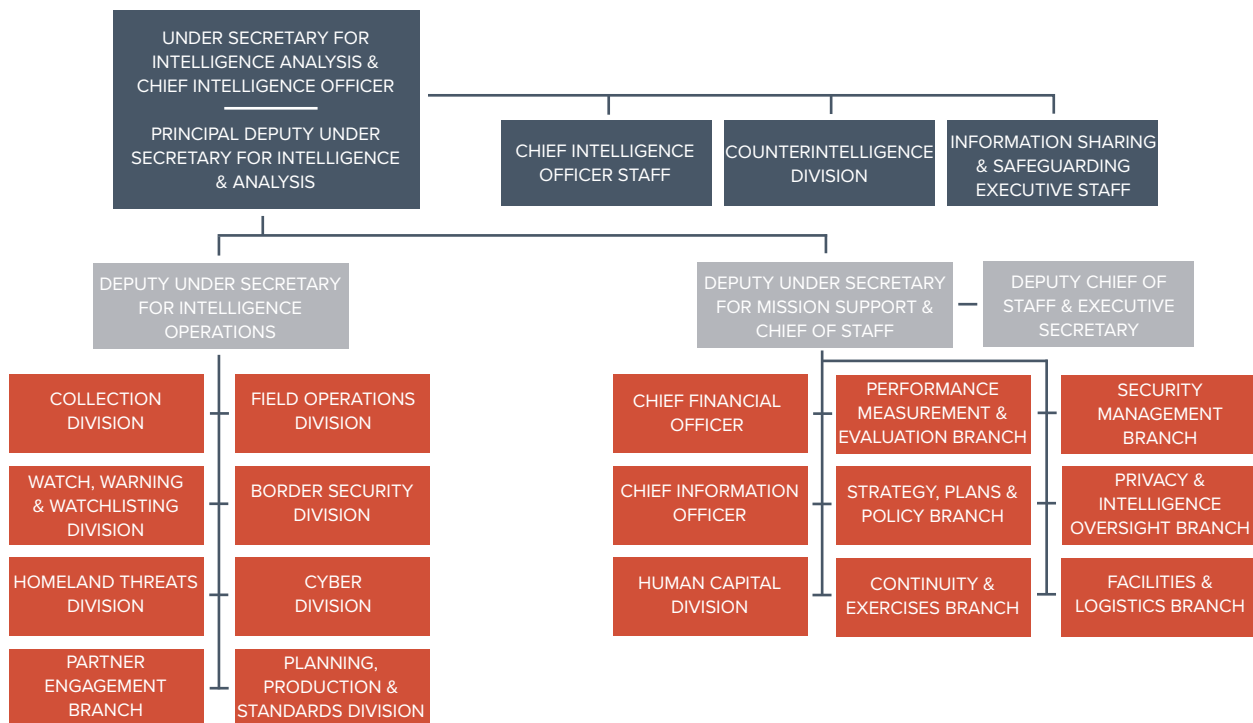 UNDER SECRETARY FOR
INTELLIGENCE ANALYSIS &
CHIEF INTELLIGENCE OFFICER
PRINCIPAL DEPUTY UNDER
SECRETARY FOR INTELLIGENCE
& ANALYSIS
CHIEF INTELLIGENCE
OFFICER STAFF
COUNTERINTELLIGENCE
DIVISION
INFORMATION SHARING
& SAFEGUARDING
EXECUTIVE STAFF
DEPUTY UNDER SECRETARY
FOR INTELLIGENCE
OPERATIONS
DEPUTY UNDER SECRETARY
FOR MISSION SUPPORT &
CHIEF OF STAFF
DEPUTY CHIEF OF
STAFF & EXECUTIVE
SECRETARY
COLLECTION
DIVISION
FIELD OPERATIONS
DIVISION
WATCH, WARNING
& WATCHLISTING
DIVISION
BORDER SECURITY
DIVISION
HOMELAND THREATS
DIVISION
CYBER
DIVISION
PARTNER
ENGAGEMENT
BRANCH
PLANNING,
PRODUCTION &
STANDARDS DIVISION
CHIEF FINANCIAL
OFFICER
PERFORMANCE
MEASUREMENT &
EVALUATION BRANCH
SECURITY
MANAGEMENT
BRANCH
CHIEF INFORMATION
OFFICER
STRATEGY, PLANS &
POLICY BRANCH
PRIVACY &
INTELLIGENCE
OVERSIGHT BRANCH
HUMAN CAPITAL
DIVISION
CONTINUITY &
EXERCISES BRANCH
FACILITIES &
LOGISTICS BRANCH